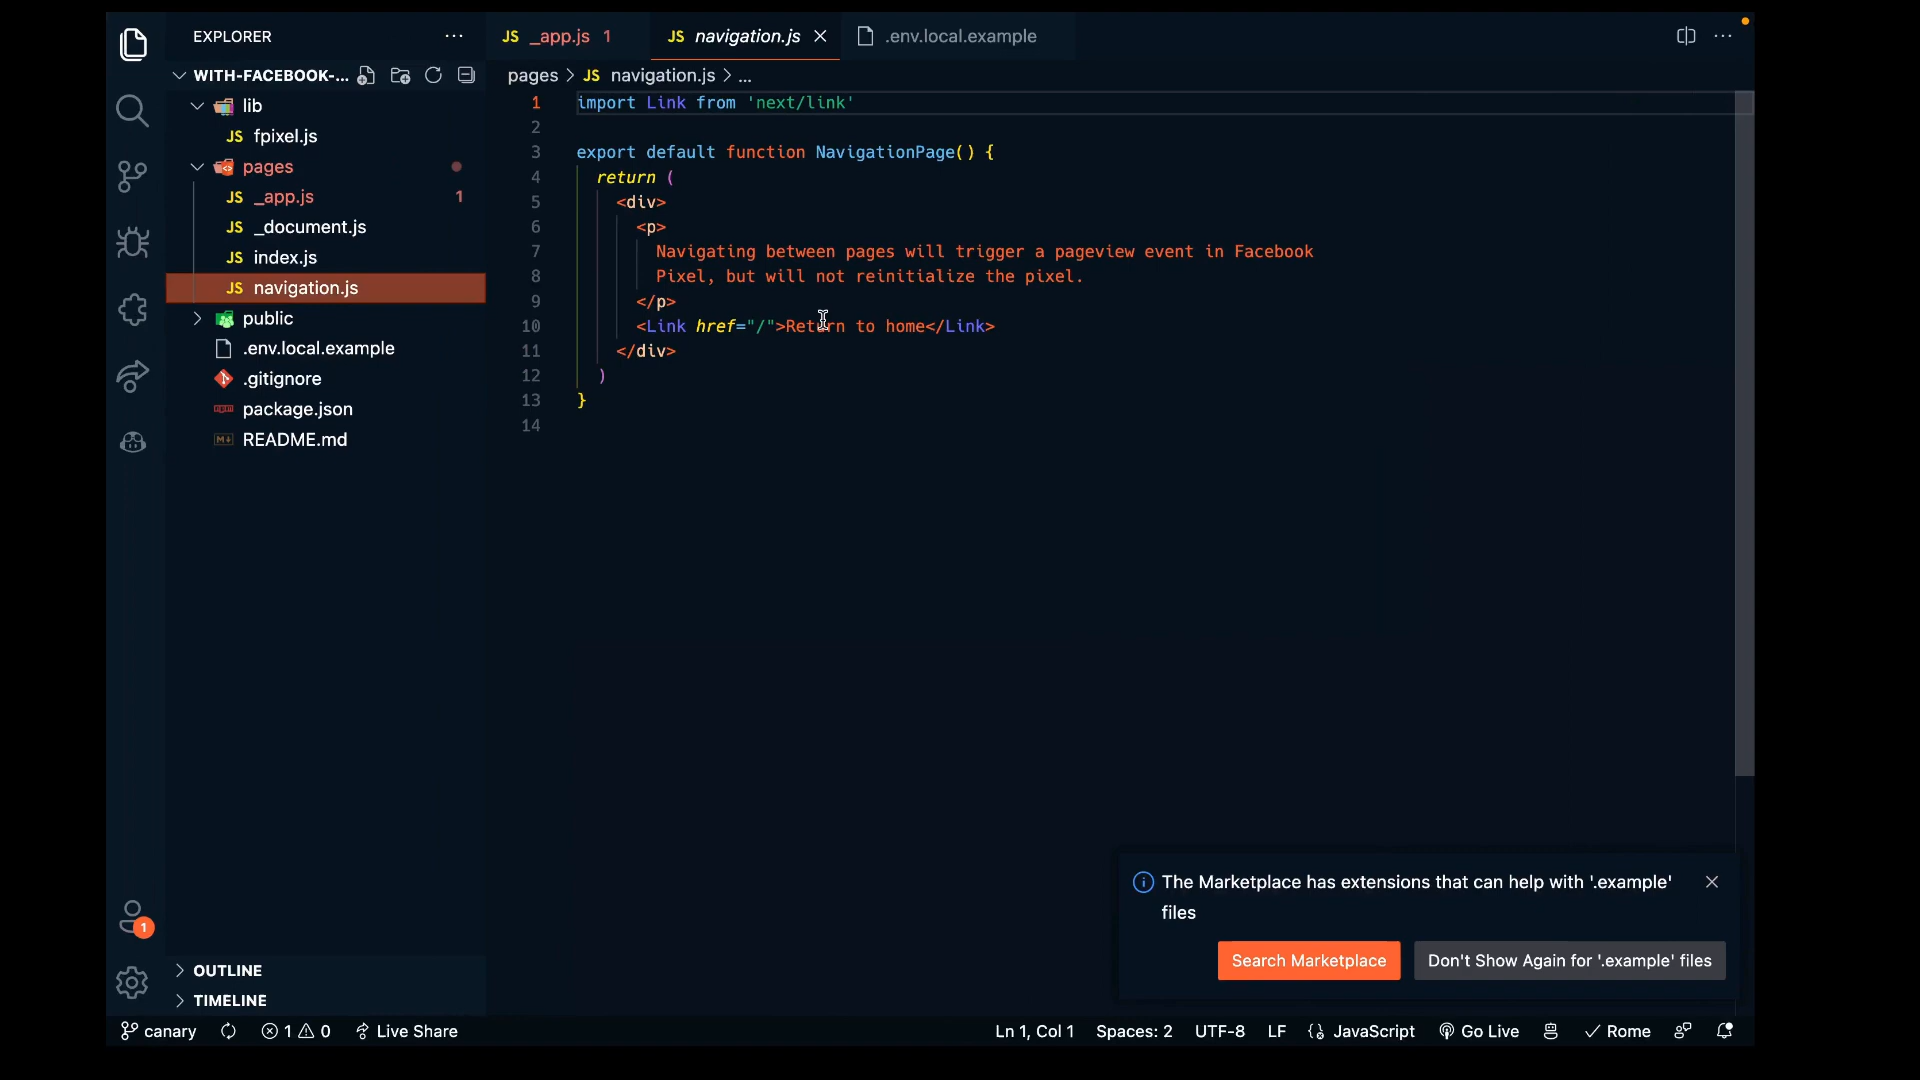 EXPLORER
WITH-FACEBOOK-...
lib
JS fpixel.js
pages
JS _app.js 1
JS _document.js
JS index.js
JS navigation.js
public
.env.local.example
.gitignore
package.json
README.md
OUTLINE
TIMELINE
JS _app.js 1
JS navigation.js
.env.local.example
pages > JS navigation.js > ...
1 import Link from 'next/link'
2
3 export default function NavigationPage() {
4 return (
5 <div>
6 <p>
7 Navigating between pages will trigger a pageview event in Facebook
8 Pixel, but will not reinitialize the pixel.
9 </p>
10 <Link href="/">Return to home</Link>
11 </div>
12 )
13 }
14
The Marketplace has extensions that can help with '.example'
files
Search Marketplace
Don't Show Again for '.example' files
1
canary 1 0 Live Share Ln 1, Col 1 Spaces: 2 UTF-8 LF JavaScript Go Live Rome